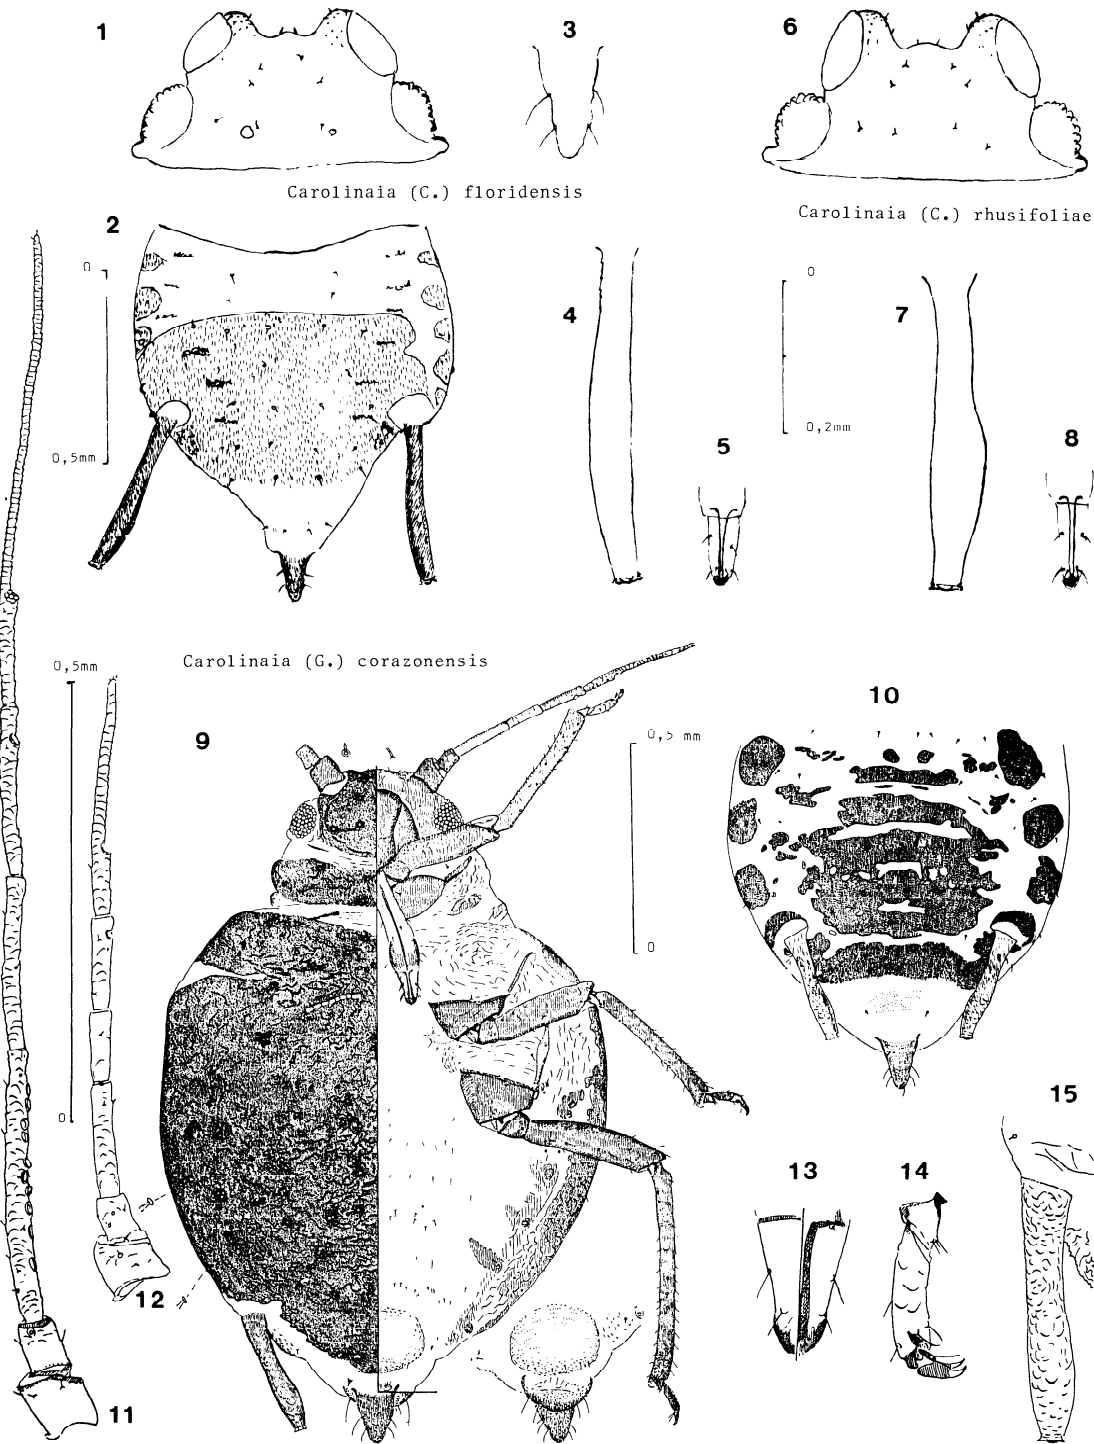 1
3
6
Carolinaia (C.) floridensis
Carolinaia (C.) rhusifoliae
2
0
0,5mm
4
5
0
0,2mm
7
8
0,5mm
0
Carolinaia (G.) corazonensis
9
0,5 mm
0
10
11
12
13
14
15